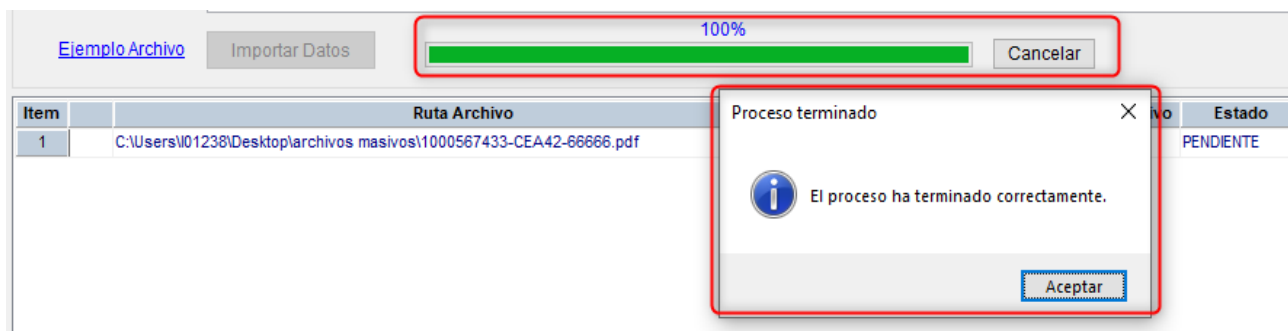 100%
Ejemplo Archivo Importar Datos Cancelar
Item Ruta Archivo Estado
1 C:\Users\I01238\Desktop\archivos masivos\1000567433-CEA42-66666.pdf PENDIENTE
Proceso terminado
El proceso ha terminado correctamente.
Aceptar